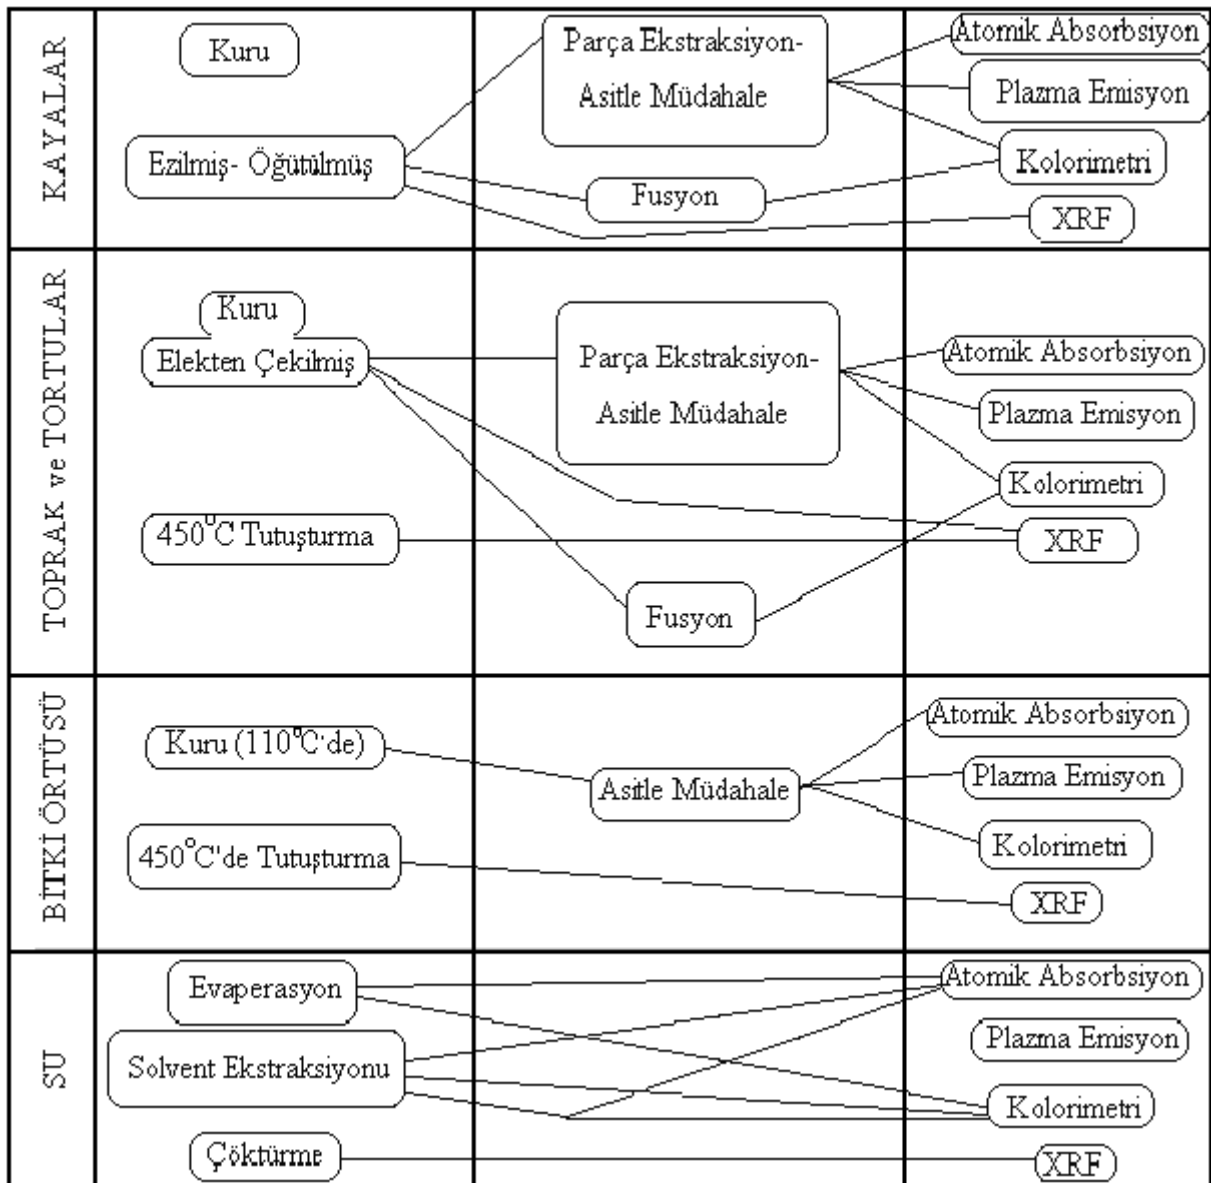 KAYALAR
Kuru
Ezilmiş- Öğütülmüş
Parça Ekstraksiyon-
Asitle Müdahale
Fusyon
Atomik Absorbsiyon
Plazma Emisyon
Kolorimetri
XRF
TOPRAK ve TORTULAR
Kuru
Elekten Çekilmiş
450°C Tutuşturma
Parça Ekstraksiyon-
Asitle Müdahale
Fusyon
Atomik Absorbsiyon
Plazma Emisyon
Kolorimetri
XRF
BİTKİ ÖRTÜSÜ
Kuru (110°C'de)
450°C'de Tutuşturma
Asitle Müdahale
Atomik Absorbsiyon
Plazma Emisyon
Kolorimetri
XRF
SU
Evaperasyon
Solvent Ekstraksiyonu
Çöktürme
Atomik Absorbsiyon
Plazma Emisyon
Kolorimetri
XRF